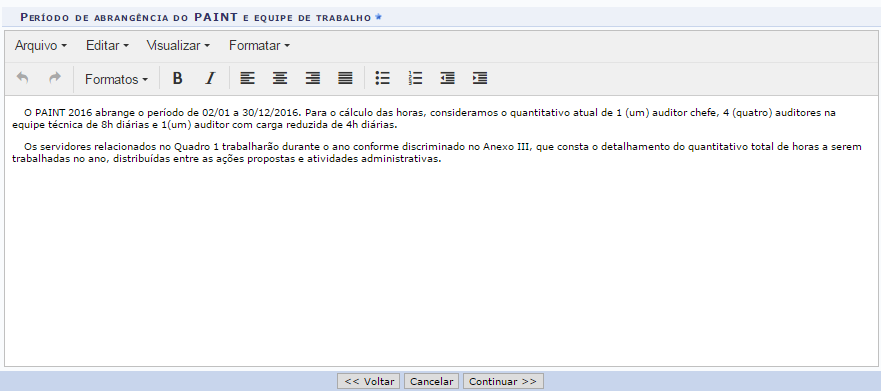 Período de abrangência do PAINT e equipe de trabalho *
Arquivo Editar Visualizar Formatar
Formatos B I
O PAINT 2016 abrange o período de 02/01 a 30/12/2016. Para o cálculo das horas, consideramos o quantitativo atual de 1 (um) auditor chefe, 4 (quatro) auditores na
equipe técnica de 8h diárias e 1(um) auditor com carga reduzida de 4h diárias.
Os servidores relacionados no Quadro 1 trabalharão durante o ano conforme discriminado no Anexo III, que consta o detalhamento do quantitativo total de horas a serem
trabalhadas no ano, distribuídas entre as ações propostas e atividades administrativas.
<< Voltar Cancelar Continuar >>